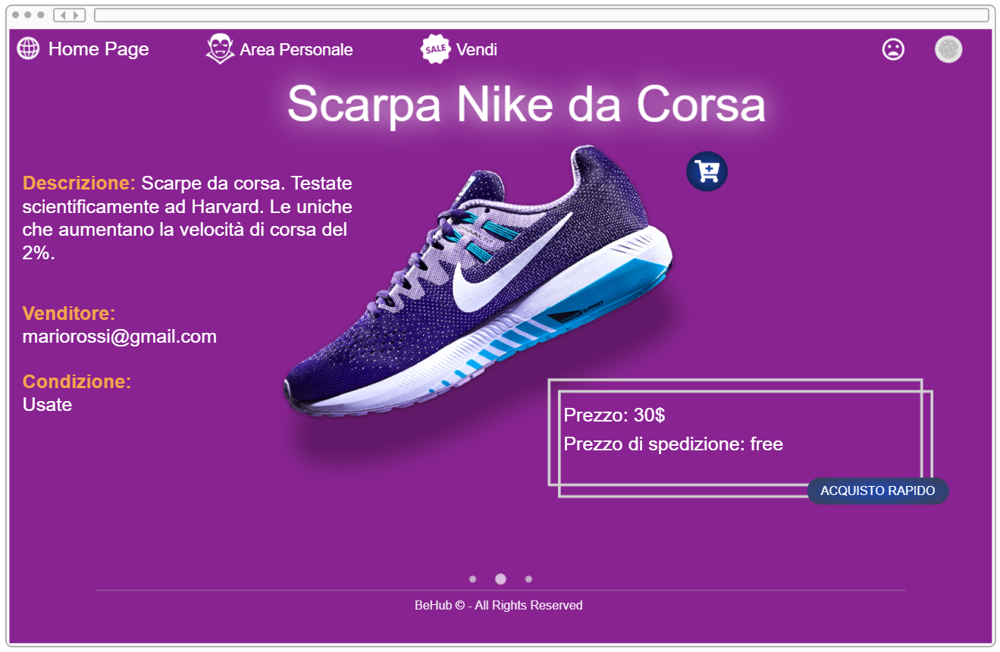 Home Page
Area Personale
SALE
Vendi
Scarpa Nike da Corsa
Descrizione: Scarpe da corsa. Testate
scientificamente ad Harvard. Le uniche
che aumentano la velocità di corsa del
2%.
Venditore:
mariorossi@gmail.com
Condizione:
Usate
SUPPORT
Prezzo: 30$
Prezzo di spedizione: free
ACQUISTO RAPIDO
BeHub © - All Rights Reserved